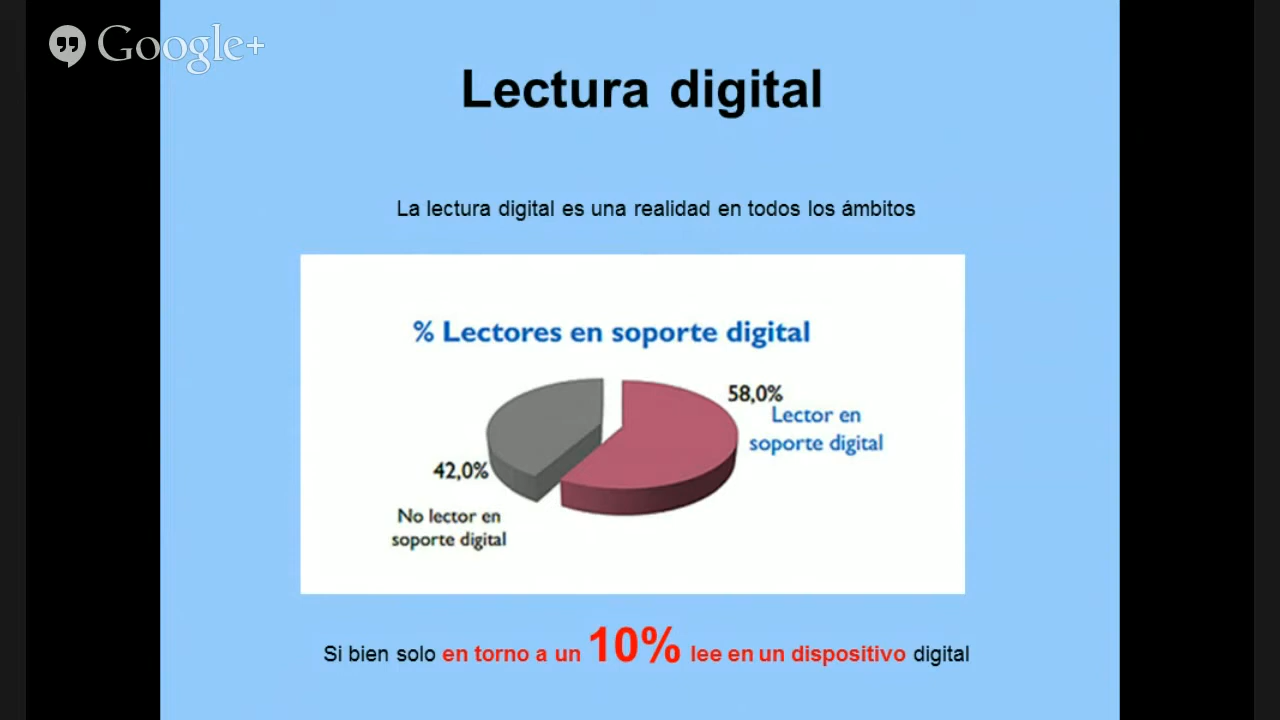 Google+
Lectura digital
La lectura digital es una realidad en todos los ámbitos
% Lectores en soporte digital
58,0%
Lector en
soporte digital
42,0%
No lector en
soporte digital
Si bien solo en torno a un 10% lee en un dispositivo digital